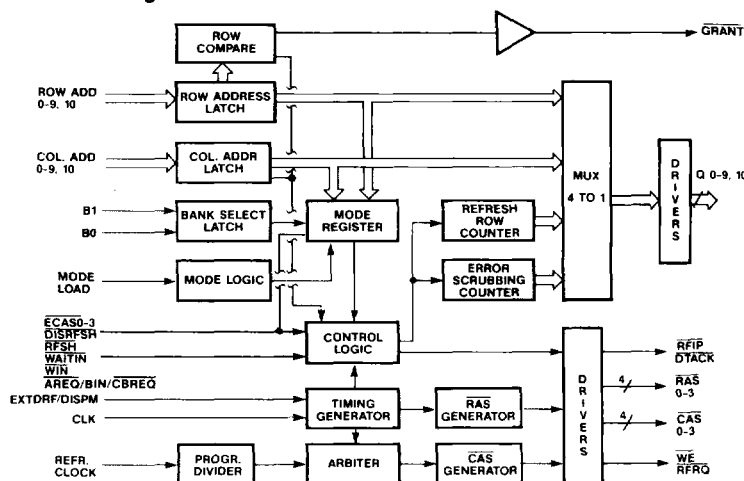 ROW
COMPARE
GRANT
ROW ADD
0-9, 10
ROW ADDRESS
LATCH
COL. ADD
0-9, 10
COL. ADDR
LATCH
MUX
4 TO 1
DRIVERS
Q 0-9, 10
B1
B0
BANK SELECT
LATCH
MODE
REGISTER
REFRESH
ROW
COUNTER
MODE
LOAD
MODE LOGIC
ERROR
SCRUBBING
COUNTER
ECAS0-3
DISRFSH
RFSH
WAITIN
WIN
AREQ/BIN/CBREQ
EXTDRF/DISPM
CLK
CONTROL
LOGIC
TIMING
GENERATOR
RAS
GENERATOR
DRIVERS
RFIP
DTACK
4
RAS
0-3
4
CAS
0-3
REFR.
CLOCK
PROGR.
DIVIDER
ARBITER
CAS
GENERATOR
WE
RFRQ